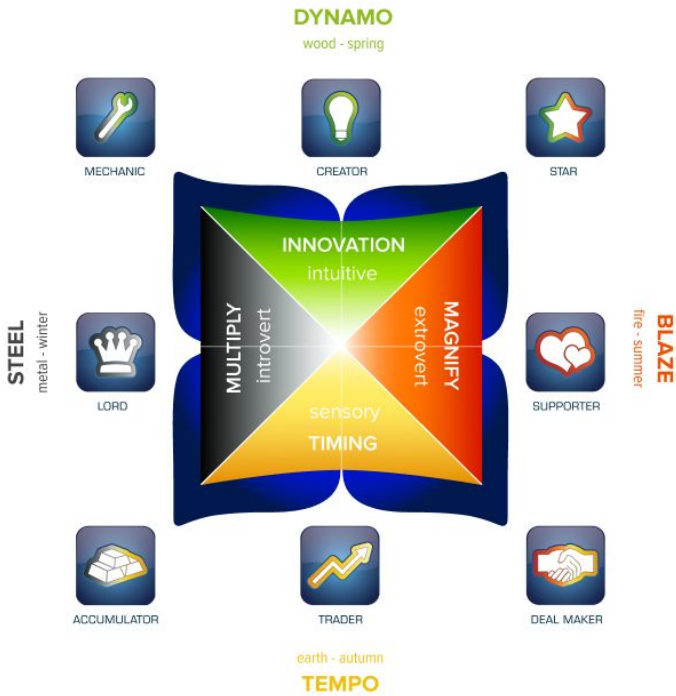 DYNAMO
wood - spring
MECHANIC
CREATOR
STAR
INNOVATION
intuitive
STEEL
metal - winter
MULTIPLY
introvert
extrovert
MAGNIFY
fire - summer
BLAZE
LORD
SUPPORTER
sensory
TIMING
ACCUMULATOR
TRADER
DEAL MAKER
earth - autumn
TEMPO